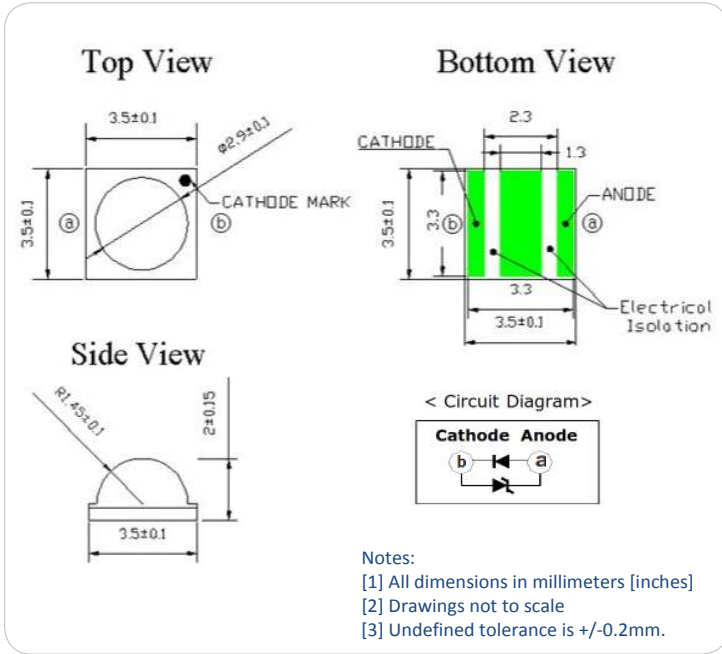 Top View
3.5±0.1
ø2.9±0.1
3.5±0.1
ⓐ
ⓑ
CATHODE MARK
Bottom View
2.3
1.3
CATHODE
ANODE
3.5±0.1
3.3
ⓑ
ⓐ
3.3
3.5±0.1
Electrical
Isolation
Side View
R1.45±0.1
2±0.15
3.5±0.1
< Circuit Diagram>
Cathode Anode
b a
Notes:
[1] All dimensions in millimeters [inches]
[2] Drawings not to scale
[3] Undefined tolerance is +/-0.2mm.